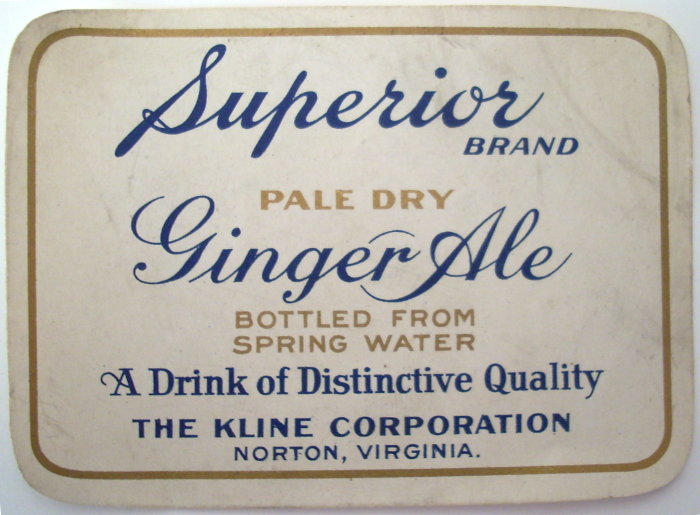 Superior
BRAND
PALE DRY
Ginger Ale
BOTTLED FROM
SPRING WATER
A Drink of Distinctive Quality
THE KLINE CORPORATION
NORTON, VIRGINIA.